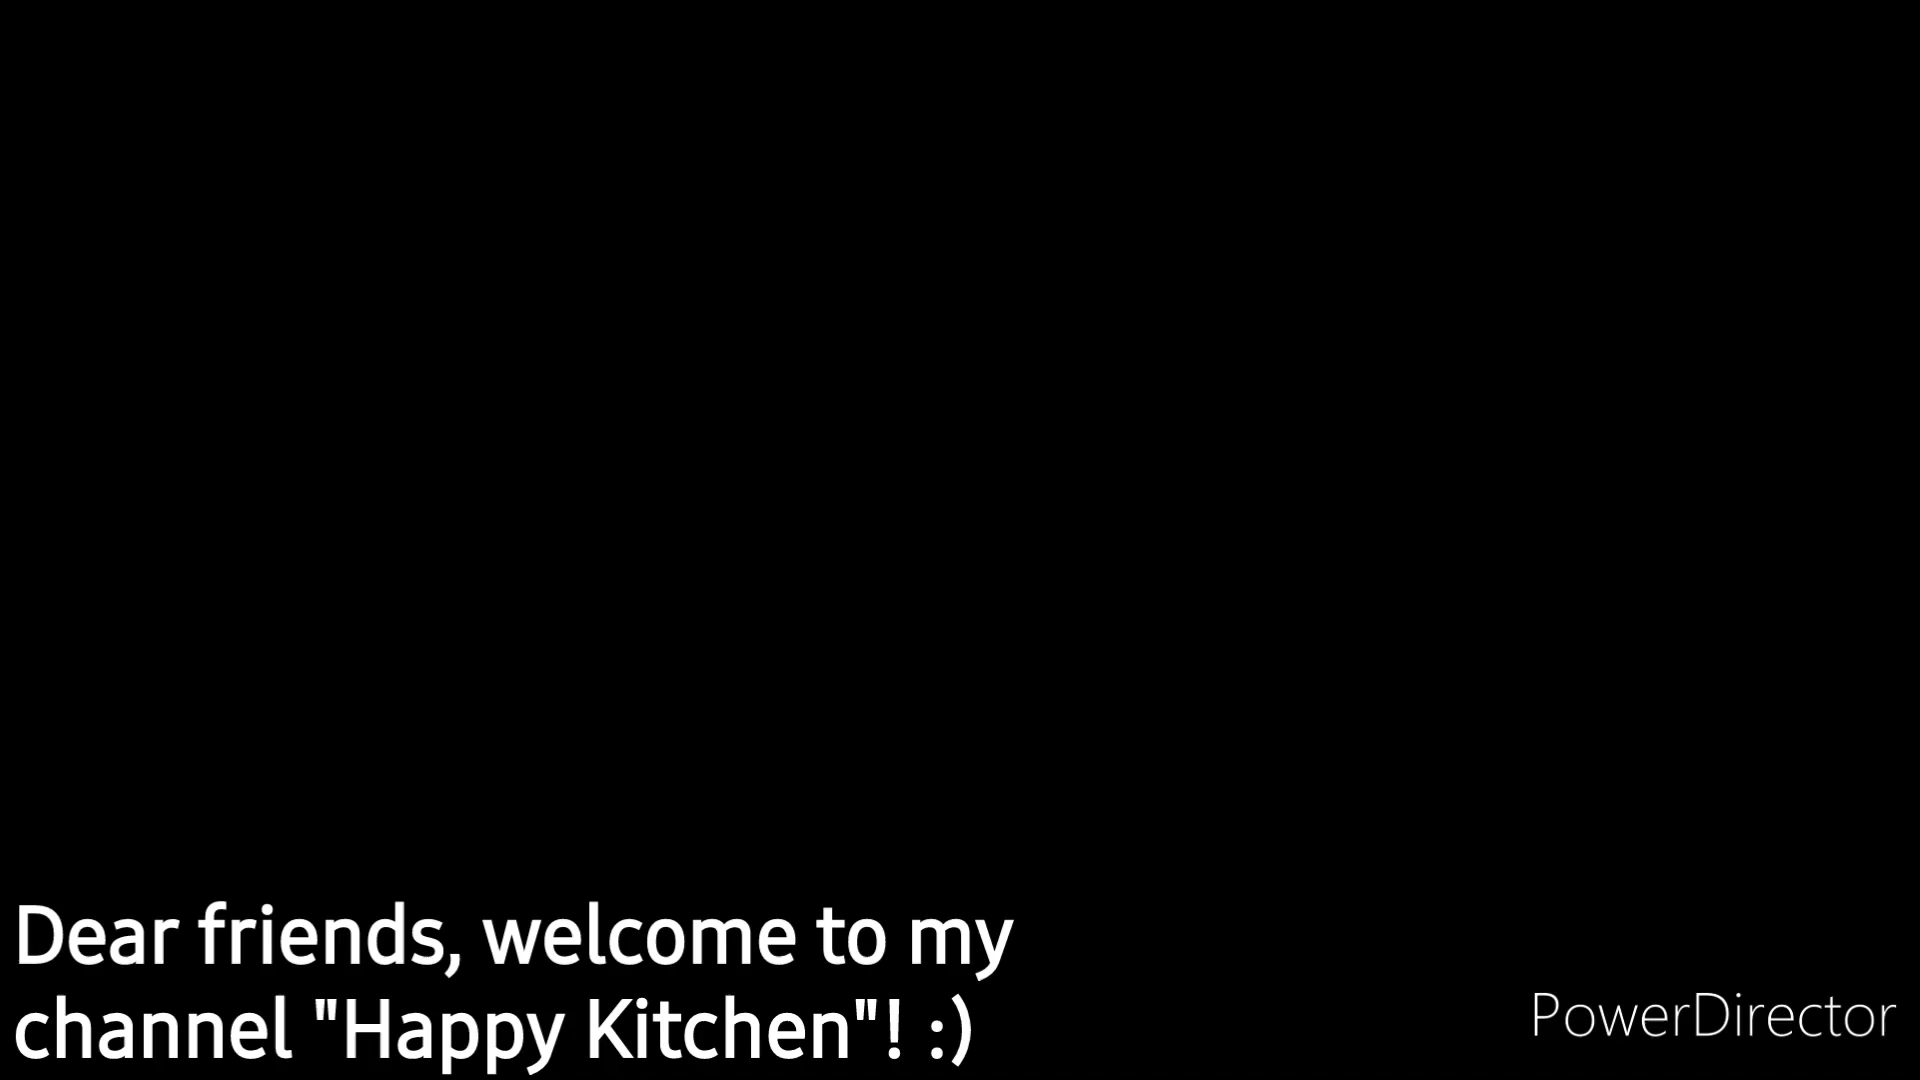 Dear friends, welcome to my
channel "Happy Kitchen"! :)
PowerDirector